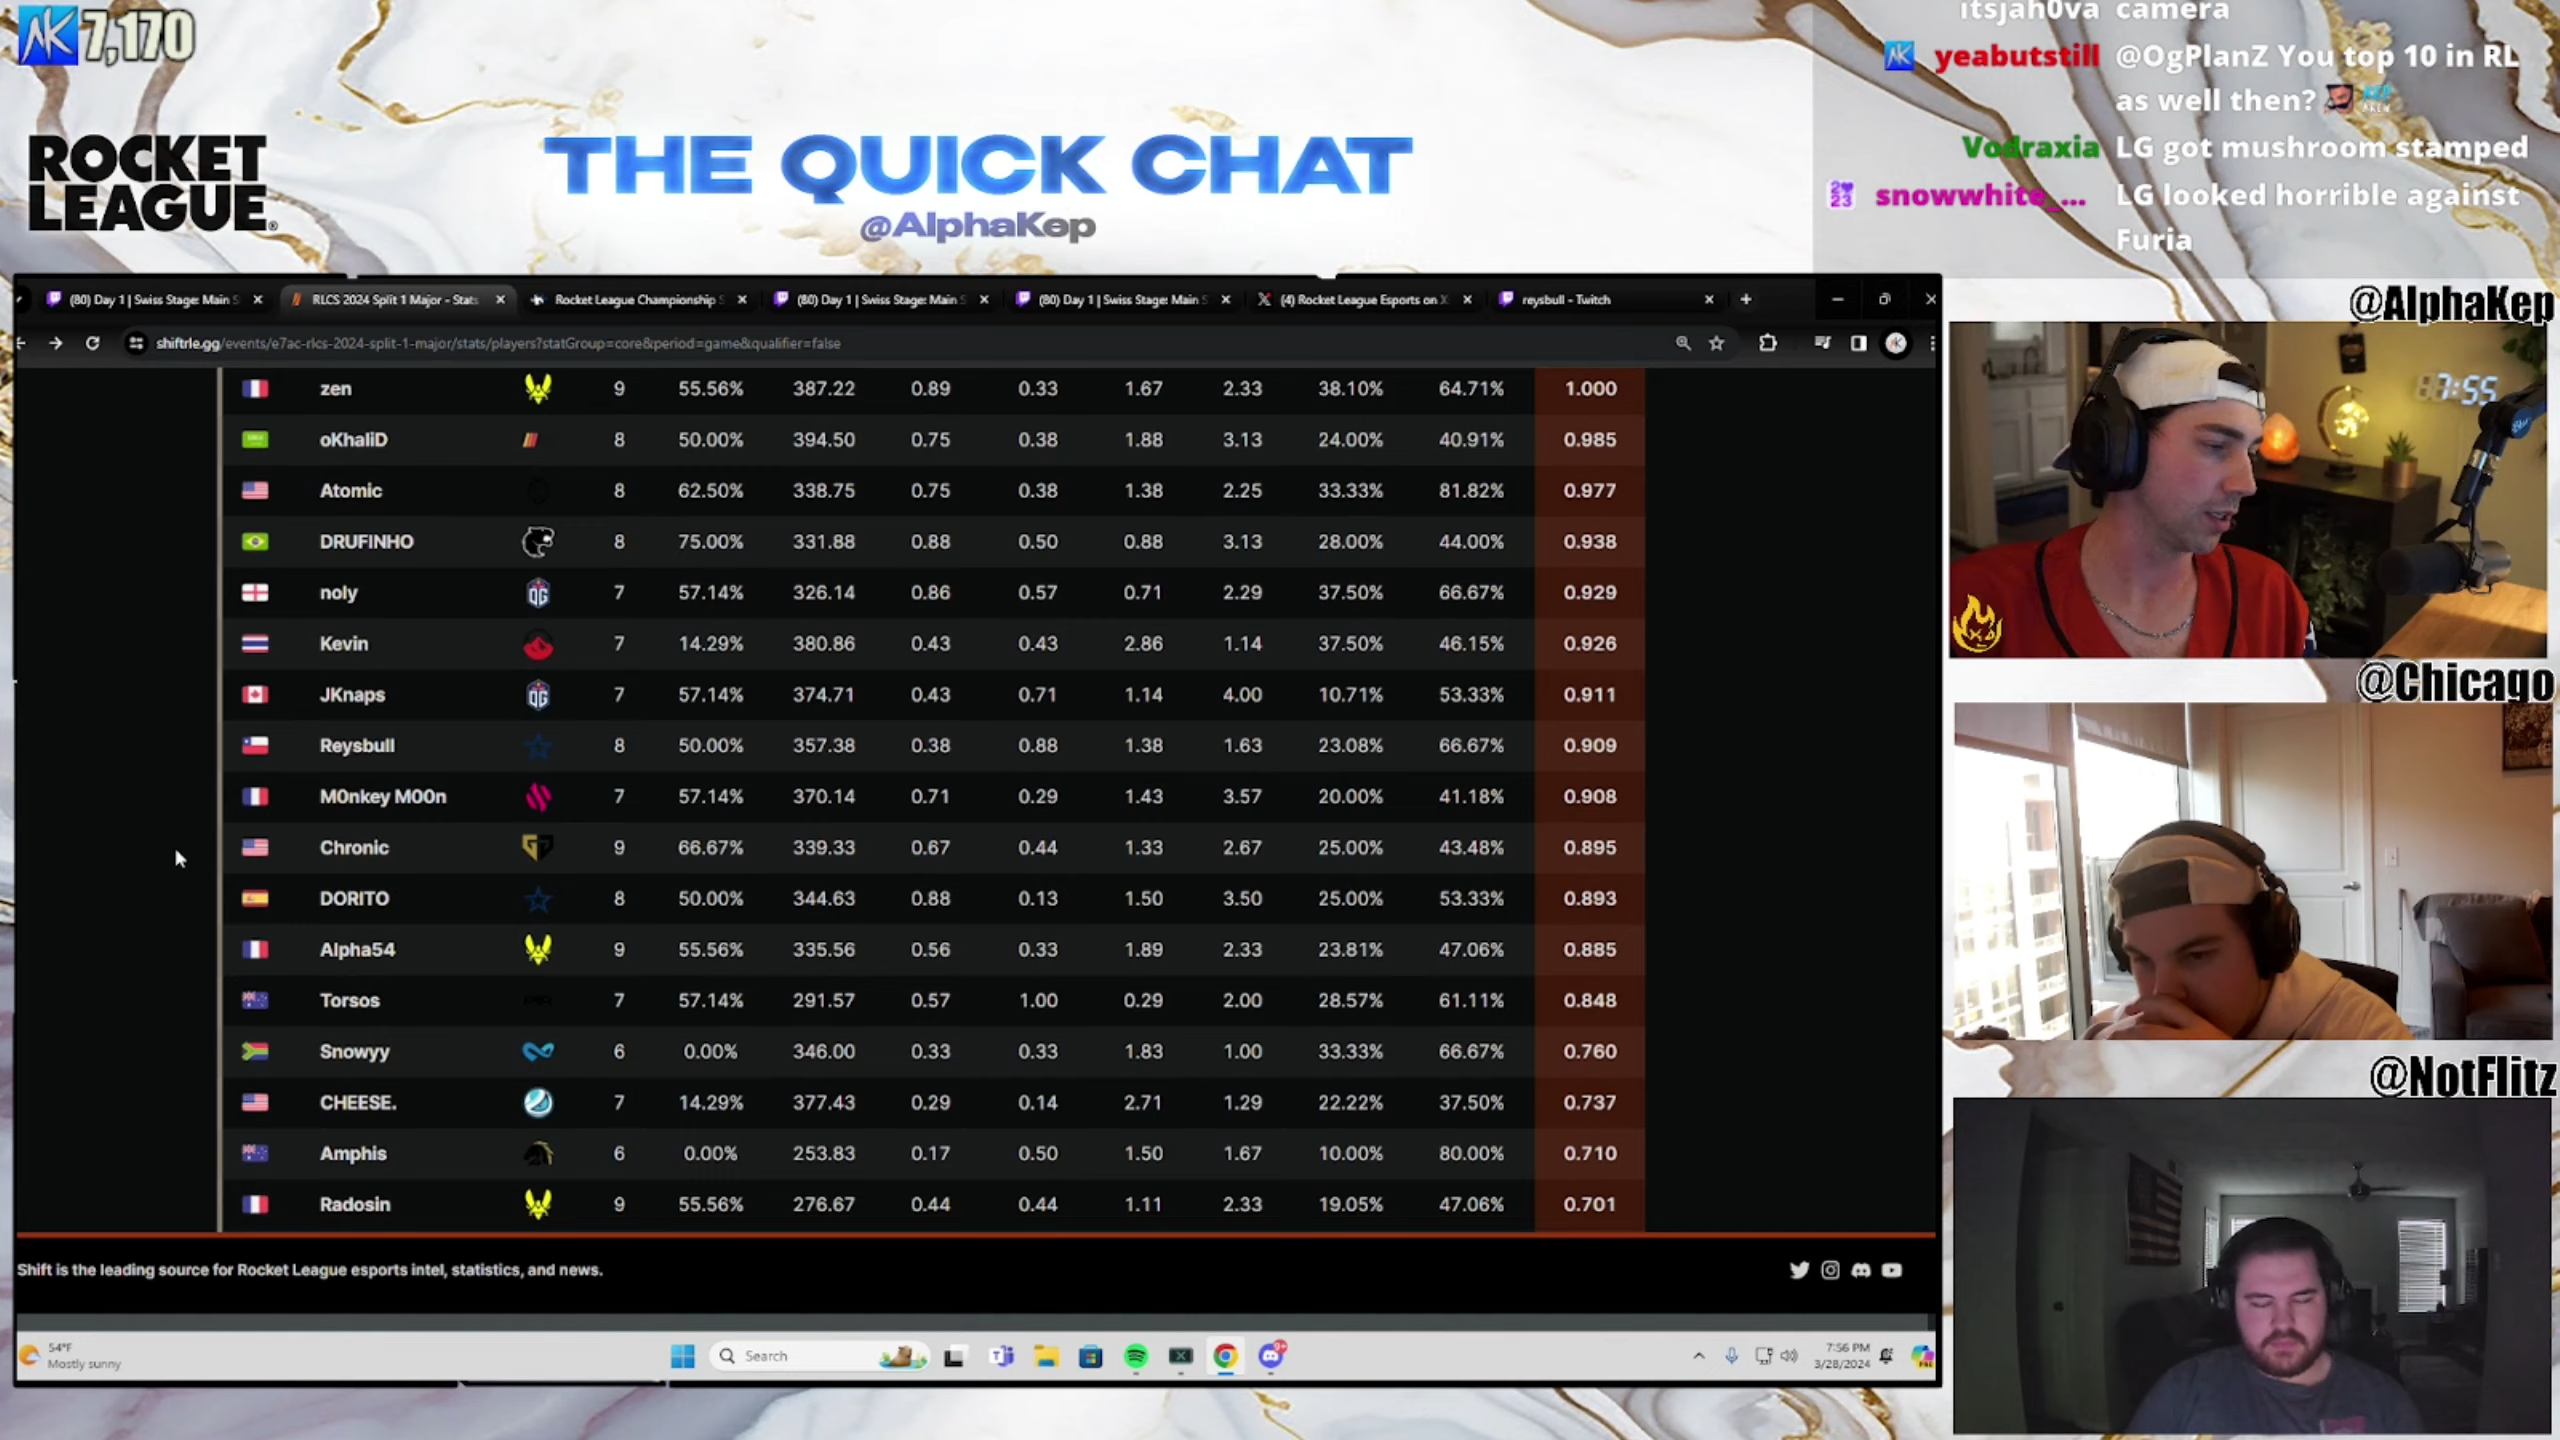 AK 7,170
ROCKET
LEAGUE®
THE QUICK CHAT
@AlphaKep
itsjah0va camera
yeabutstill @OgPlanZ You top 10 in RL
as well then?
Vodraxia LG got mushroom stamped
snowwhite_... LG looked horrible against
Furia
(80) Day 1 | Swiss Stage: Main S
RLCS 2024 Split 1 Major - Stats
Rocket League Championship S
(80) Day 1 | Swiss Stage: Main S
(80) Day 1 | Swiss Stage: Main S
(4) Rocket League Esports on X
reysbull - Twitch
shiftrle.gg/events/e7ac-rlcs-2024-split-1-major/stats/players?statGroup=core&period=game&qualifier=false
zen 9 55.56% 387.22 0.89 0.33 1.67 2.33 38.10% 64.71% 1.000
oKhaliD 8 50.00% 394.50 0.75 0.38 1.88 3.13 24.00% 40.91% 0.985
Atomic 8 62.50% 338.75 0.75 0.38 1.38 2.25 33.33% 81.82% 0.977
DRUFINHO 8 75.00% 331.88 0.88 0.50 0.88 3.13 28.00% 44.00% 0.938
noly 7 57.14% 326.14 0.86 0.57 0.71 2.29 37.50% 66.67% 0.929
Kevin 7 14.29% 380.86 0.43 0.43 2.86 1.14 37.50% 46.15% 0.926
JKnaps 7 57.14% 374.71 0.43 0.71 1.14 4.00 10.71% 53.33% 0.911
Reysbull 8 50.00% 357.38 0.38 0.88 1.38 1.63 23.08% 66.67% 0.909
M0nkey M00n 7 57.14% 370.14 0.71 0.29 1.43 3.57 20.00% 41.18% 0.908
Chronic 9 66.67% 339.33 0.67 0.44 1.33 2.67 25.00% 43.48% 0.895
DORITO 8 50.00% 344.63 0.88 0.13 1.50 3.50 25.00% 53.33% 0.893
Alpha54 9 55.56% 335.56 0.56 0.33 1.89 2.33 23.81% 47.06% 0.885
Torsos 7 57.14% 291.57 0.57 1.00 0.29 2.00 28.57% 61.11% 0.848
Snowyy 6 0.00% 346.00 0.33 0.33 1.83 1.00 33.33% 66.67% 0.760
CHEESE. 7 14.29% 377.43 0.29 0.14 2.71 1.29 22.22% 37.50% 0.737
Amphis 6 0.00% 253.83 0.17 0.50 1.50 1.67 10.00% 80.00% 0.710
Radosin 9 55.56% 276.67 0.44 0.44 1.11 2.33 19.05% 47.06% 0.701
Shift is the leading source for Rocket League esports intel, statistics, and news.
54°F
Mostly sunny
Search
7:56 PM
3/28/2024
@AlphaKep
7:55
@Chicago
@NotFlitz